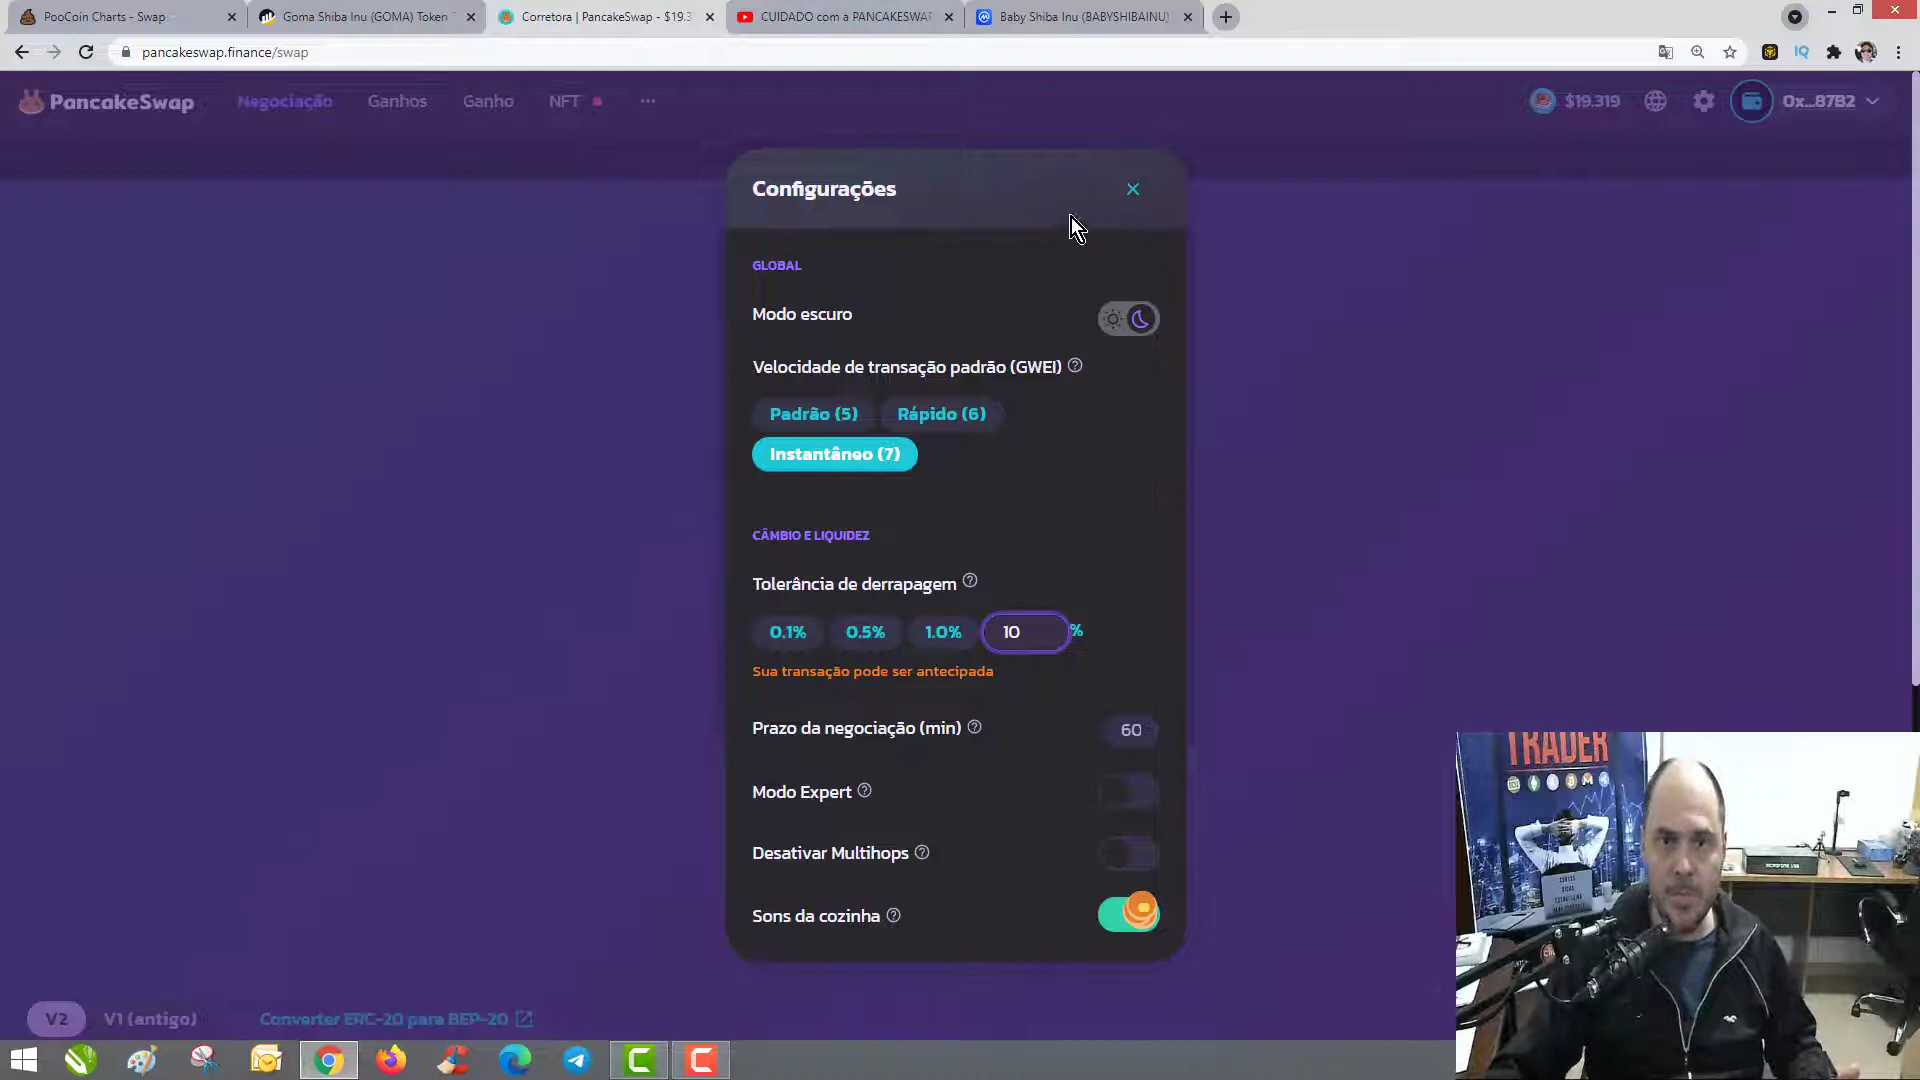 PooCoin Charts - Swap
Goma Shiba Inu (GOMA) Token
Corretora | PancakeSwap - $19.3
CUIDADO com a PANCAKESWAP
Baby Shiba Inu (BABYSHIBAINU)
pancakeswap.finance/swap
PancakeSwap
Negociação
Ganhos
Ganho
NFT
$19.319
0x...87B2
Configurações
GLOBAL
Modo escuro
Velocidade de transação padrão (GWEI)
Padrão (5)
Rápido (6)
Instantâneo (7)
CÂMBIO E LIQUIDEZ
Tolerância de derrapagem
0.1%
0.5%
1.0%
10
%
Sua transação pode ser antecipada
Prazo da negociação (min)
60
Modo Expert
Desativar Multihops
Sons da cozinha
V2
V1 (antigo)
Converter ERC-20 para BEP-20
TRADER